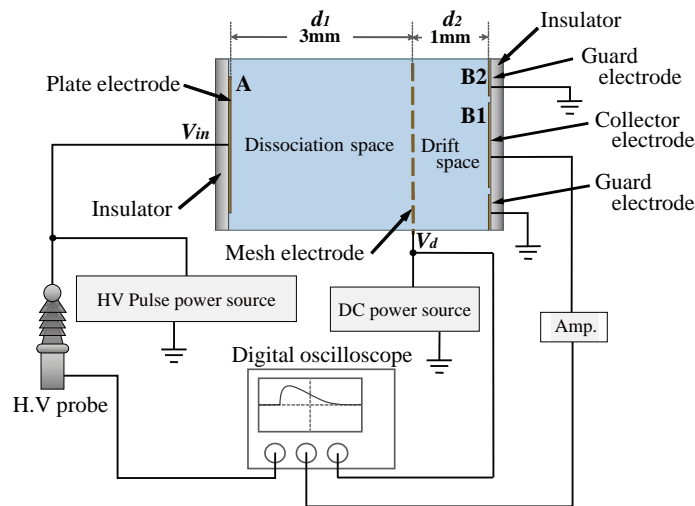 d1
3mm
d2
1mm
Insulator
Guard
electrode
Plate electrode
A
B2
B1
Collector
electrode
Vin
Dissociation space
Drift
space
Guard
electrode
Insulator
Mesh electrode
Vd
HV Pulse power source
DC power source
Amp.
Digital oscilloscope
H.V probe